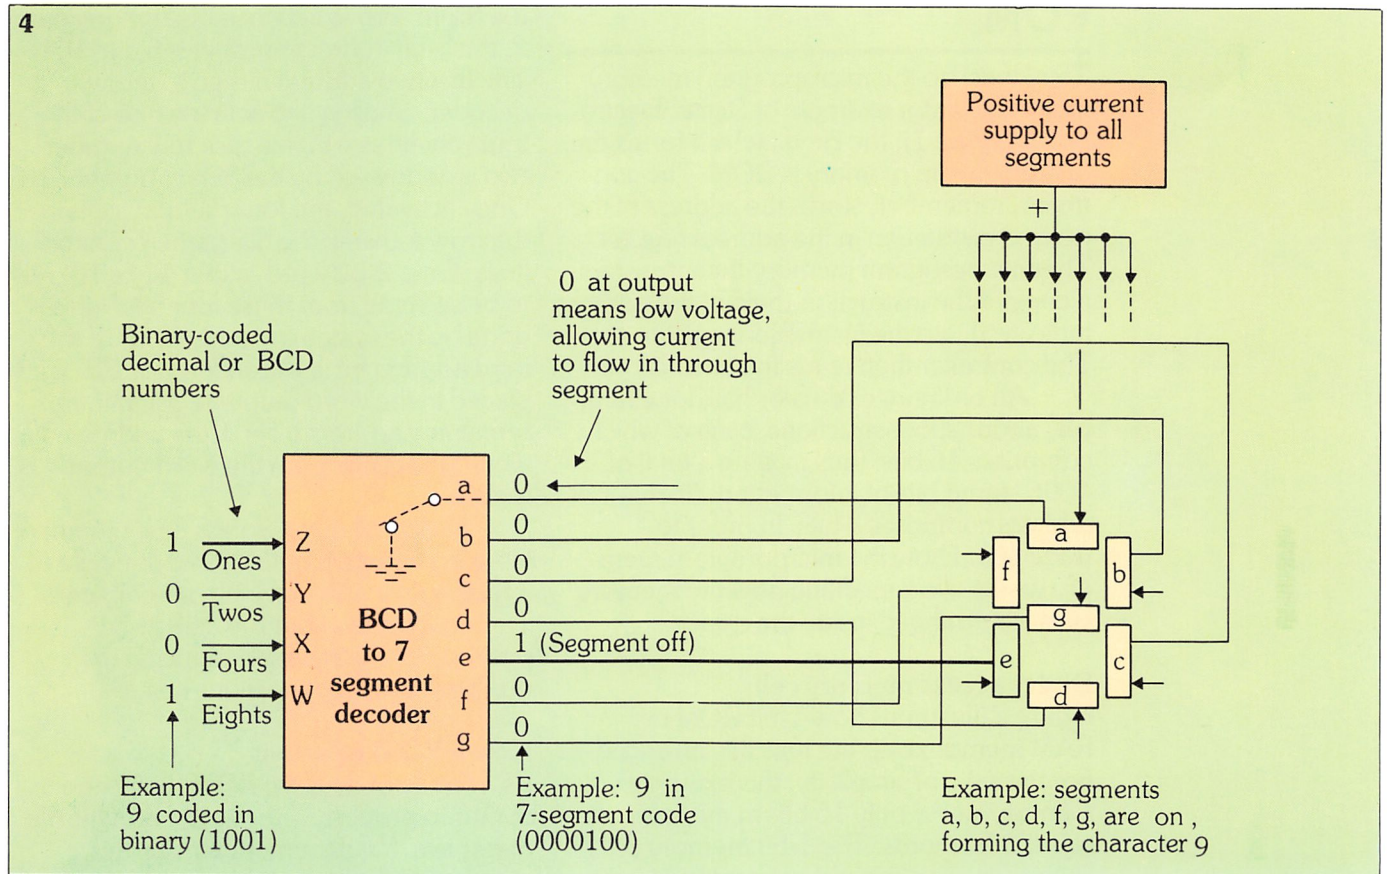 4
Positive current
supply to all
segments
+
0 at output
means low voltage,
allowing current
to flow in through
segment
Binary-coded
decimal or BCD
numbers
1 Ones Z
0 Twos Y
0 Fours X
1 Eights W
BCD
to 7
segment
decoder
a 0
b 0
c 0
d 0
e 1 (Segment off)
f 0
g 0
a
f
b
g
e
c
d
Example:
9 coded in
binary (1001)
Example: 9 in
7-segment code
(0000100)
Example: segments
a, b, c, d, f, g, are on ,
forming the character 9